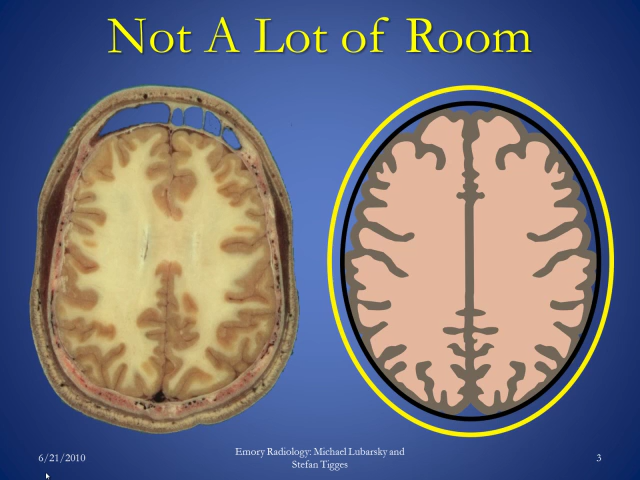 Not A Lot of Room
6/21/2010
Emory Radiology: Michael Lubarsky and
Stefan Tigges
3